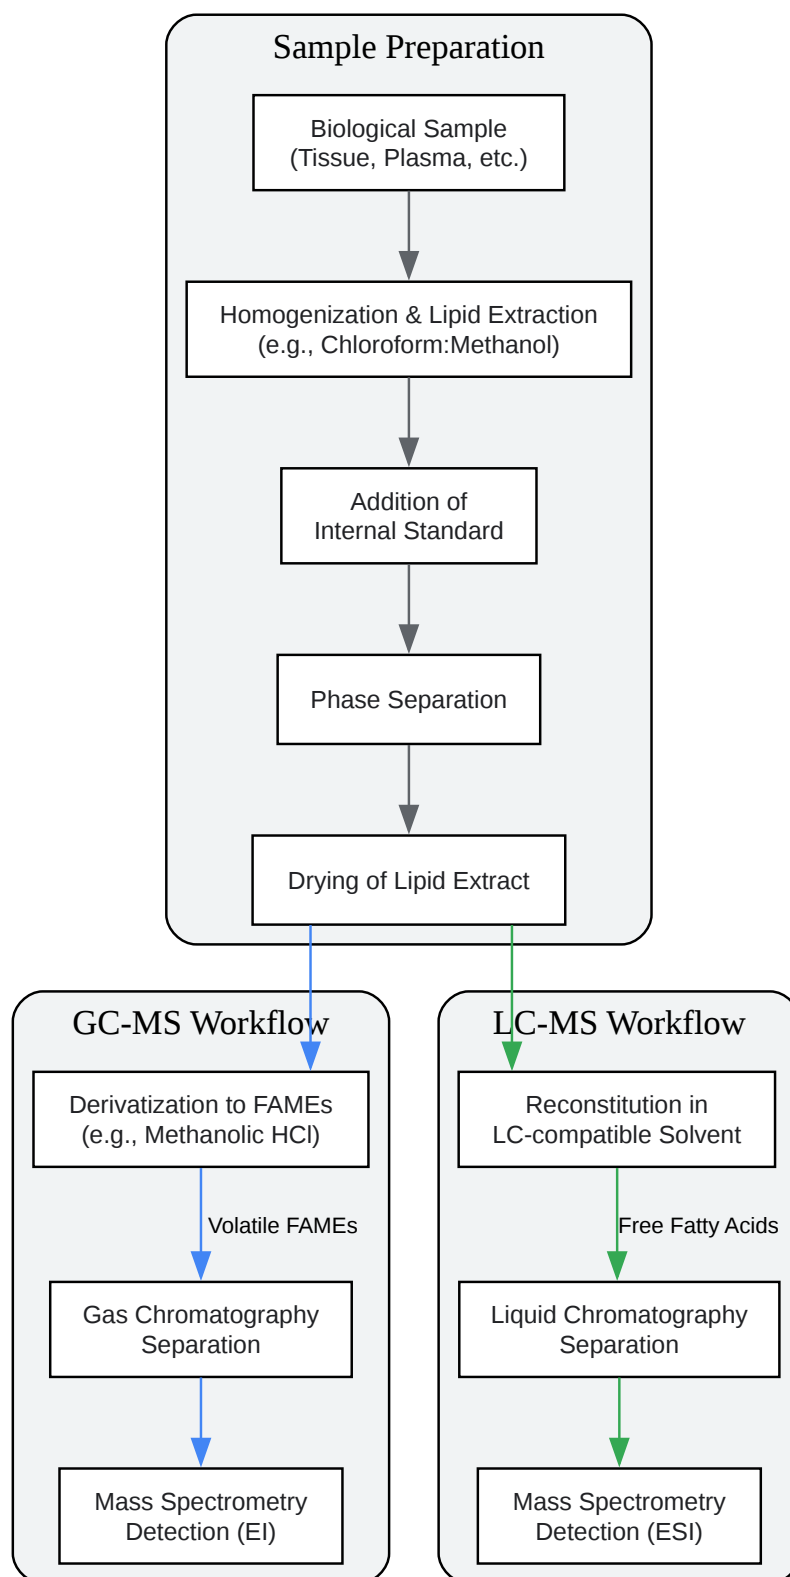 Sample Preparation
Biological Sample
(Tissue, Plasma, etc.)
Homogenization & Lipid Extraction
(e.g., Chloroform:Methanol)
Addition of
Internal Standard
Phase Separation
Drying of Lipid Extract
GC-MS Workflow
Derivatization to FAMEs
(e.g., Methanolic HCl)
Volatile FAMEs
Gas Chromatography
Separation
Mass Spectrometry
Detection (EI)
LC-MS Workflow
Reconstitution in
LC-compatible Solvent
Free Fatty Acids
Liquid Chromatography
Separation
Mass Spectrometry
Detection (ESI)